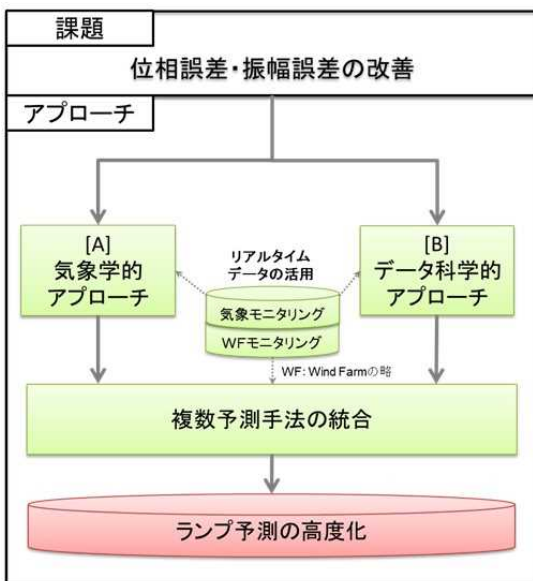 課題
位相誤差・振幅誤差の改善
アプローチ
[A]
気象学的
アプローチ
リアルタイム
データの活用
気象モニタリング
WFモニタリング
[B]
データ科学的
アプローチ
WF: Wind Farmの略
複数予測手法の統合
ランプ予測の高度化